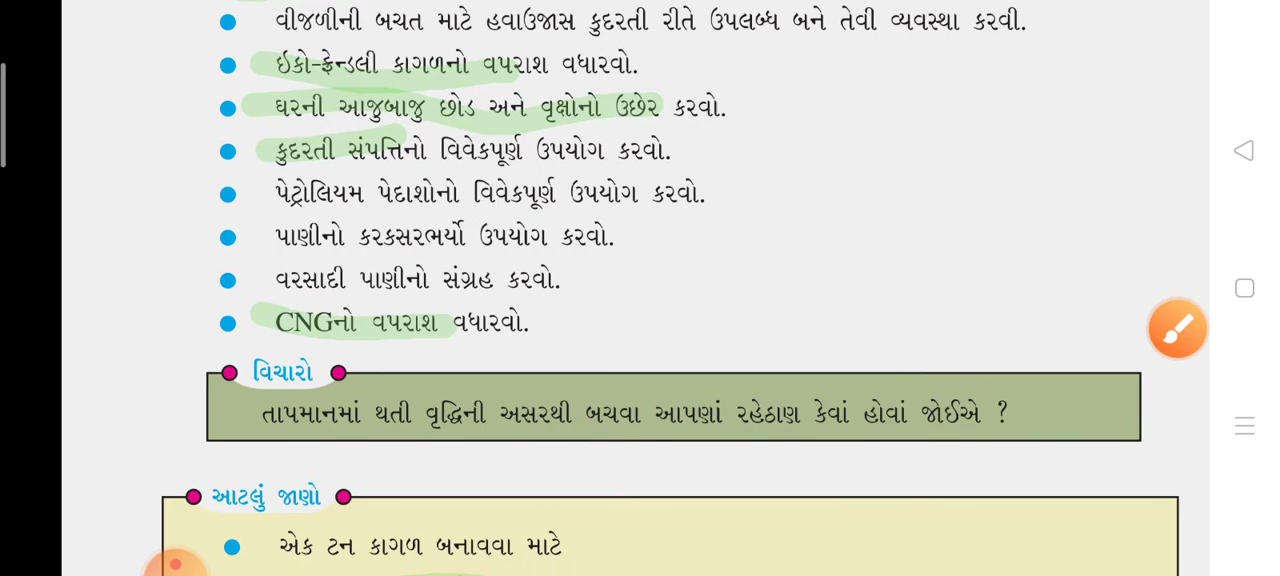 વીજળીની બચત માટે હવાઉજાસ કુદરતી રીતે ઉપલબ્ધ બને તેવી વ્યવસ્થા કરવી.
ઇકો-ફ્રેન્ડલી કાગળનો વપરાશ વધારવો.
ઘરની આજુબાજુ છોડ અને વૃક્ષોનો ઉછેર કરવો.
કુદરતી સંપત્તિનો વિવેકપૂર્ણ ઉપયોગ કરવો.
પેટ્રોલિયમ પેદાશોનો વિવેકપૂર્ણ ઉપયોગ કરવો.
પાણીનો કરકસરભર્યો ઉપયોગ કરવો.
વરસાદી પાણીનો સંગ્રહ કરવો.
CNGનો વપરાશ વધારવો.
વિચારો
તાપમાનમાં થતી વૃદ્ધિની અસરથી બચવા આપણાં રહેઠાણ કેવાં હોવાં જોઈએ ?
આટલું જાણો
એક ટન કાગળ બનાવવા માટે